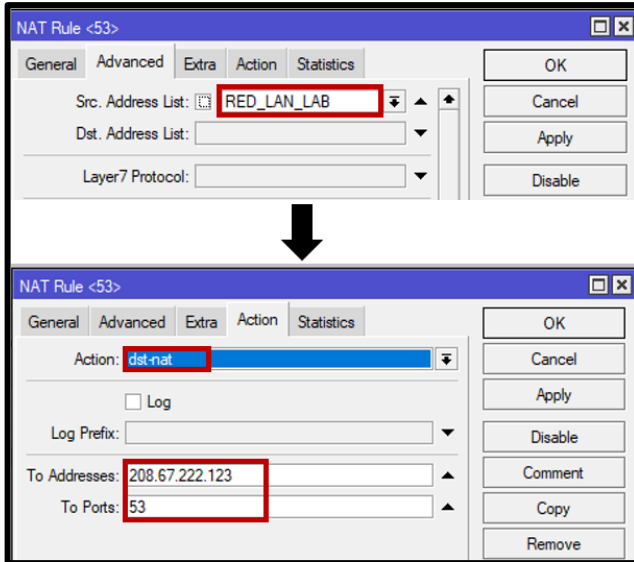 NAT Rule <53>
General Advanced Extra Action Statistics
OK
Src. Address List: RED_LAN_LAB
Cancel
Dst. Address List:
Apply
Layer7 Protocol:
Disable
NAT Rule <53>
General Advanced Extra Action Statistics
OK
Action: dst-nat
Cancel
Log
Apply
Log Prefix:
Disable
To Addresses: 208.67.222.123
Comment
To Ports: 53
Copy
Remove